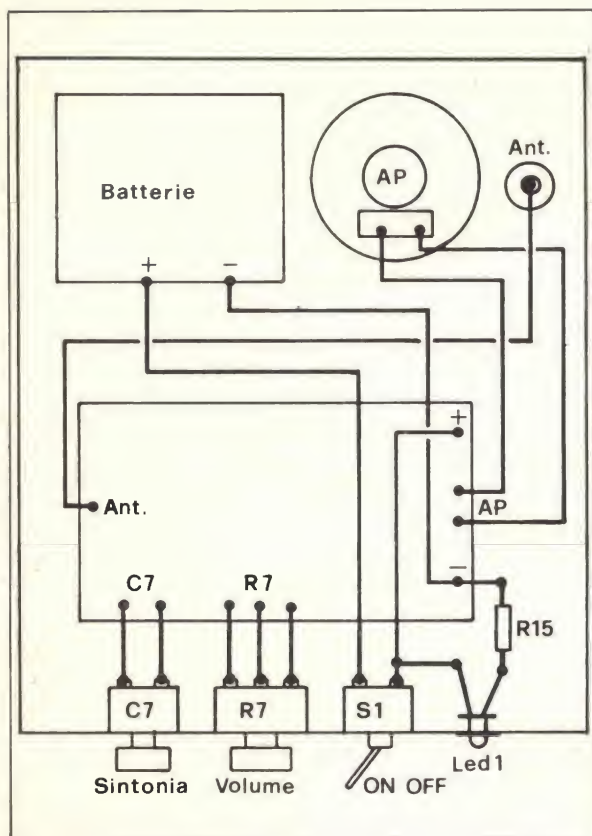 Batterie
+ −
AP
Ant.
+
Ant.
AP
−
C7 R7
R15
C7
R7
S1
Led1
Sintonia
Volume
ON OFF